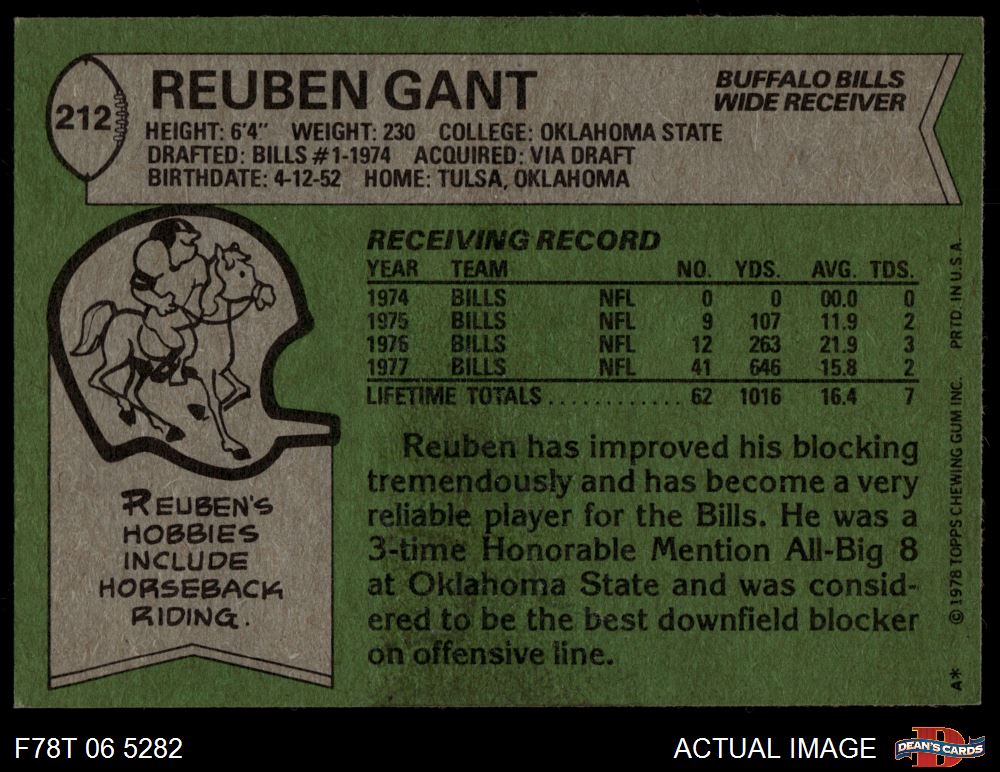 212
REUBEN GANT
BUFFALO BILLS
WIDE RECEIVER
HEIGHT: 6'4" WEIGHT: 230 COLLEGE: OKLAHOMA STATE
DRAFTED: BILLS #1-1974 ACQUIRED: VIA DRAFT
BIRTHDATE: 4-12-52 HOME: TULSA, OKLAHOMA
RECEIVING RECORD
YEAR TEAM NO. YDS. AVG. TDS.
1974 BILLS NFL 0 0 00.0 0
1975 BILLS NFL 9 107 11.9 2
1976 BILLS NFL 12 263 21.9 3
1977 BILLS NFL 41 646 15.8 2
LIFETIME TOTALS............ 62 1016 16.4 7
Reuben has improved his blocking
tremendously and has become a very
reliable player for the Bills. He was a
3-time Honorable Mention All-Big 8
at Oklahoma State and was consid-
ered to be the best downfield blocker
on offensive line.
REUBEN'S
HOBBIES
INCLUDE
HORSEBACK
RIDING.
A* ©1978 TOPPS CHEWING GUM INC. PRTD. IN U.S.A.
F78T 06 5282
ACTUAL IMAGE
D
DEAN'S CARDS